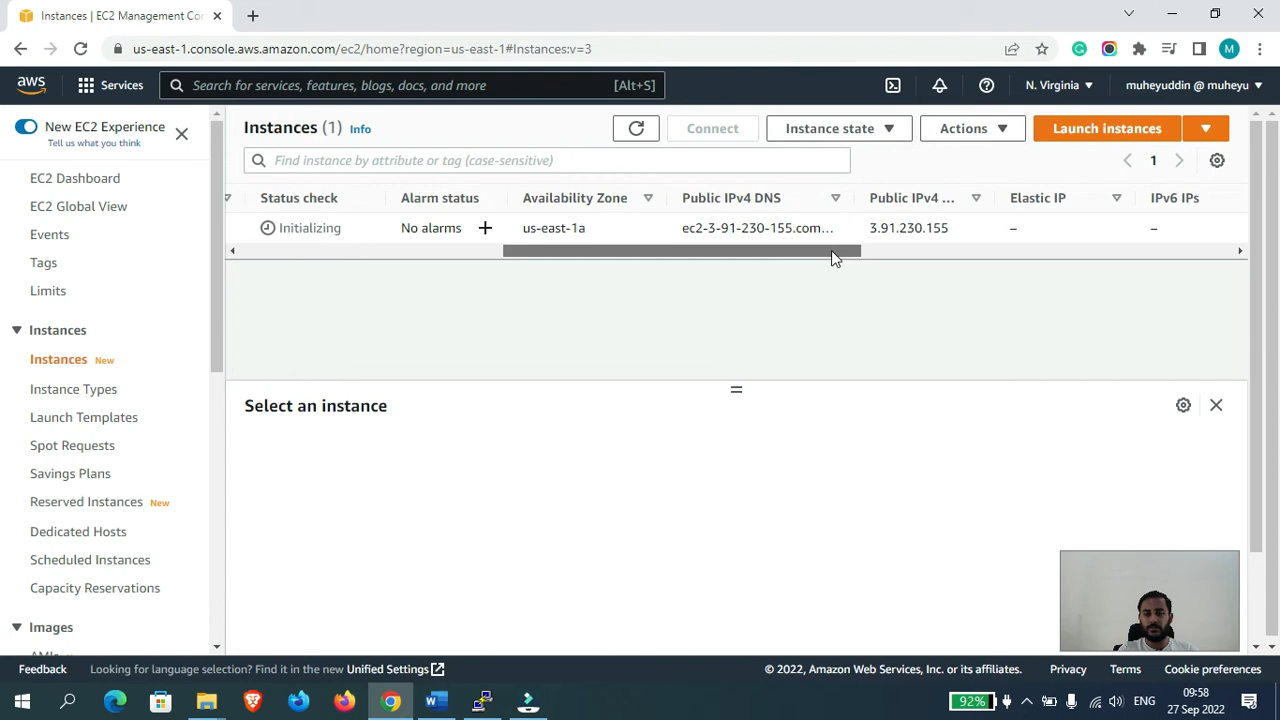 Instances | EC2 Management Con
us-east-1.console.aws.amazon.com/ec2/home?region=us-east-1#Instances:v=3
M
aws
Services
Search for services, features, blogs, docs, and more
[Alt+S]
N. Virginia
muheyuddin @ muheyu
New EC2 Experience
Tell us what you think
EC2 Dashboard
EC2 Global View
Events
Tags
Limits
Instances
Instances New
Instance Types
Launch Templates
Spot Requests
Savings Plans
Reserved Instances New
Dedicated Hosts
Scheduled Instances
Capacity Reservations
Images
Instances (1) Info
Connect
Instance state
Actions
Launch instances
Find instance by attribute or tag (case-sensitive)
1
Status check Alarm status Availability Zone Public IPv4 DNS Public IPv4 ... Elastic IP IPv6 IPs
Initializing No alarms + us-east-1a ec2-3-91-230-155.com... 3.91.230.155 – –
Select an instance
Feedback Looking for language selection? Find it in the new Unified Settings © 2022, Amazon Web Services, Inc. or its affiliates. Privacy Terms Cookie preferences
92%
ENG
09:58
27 Sep 2022